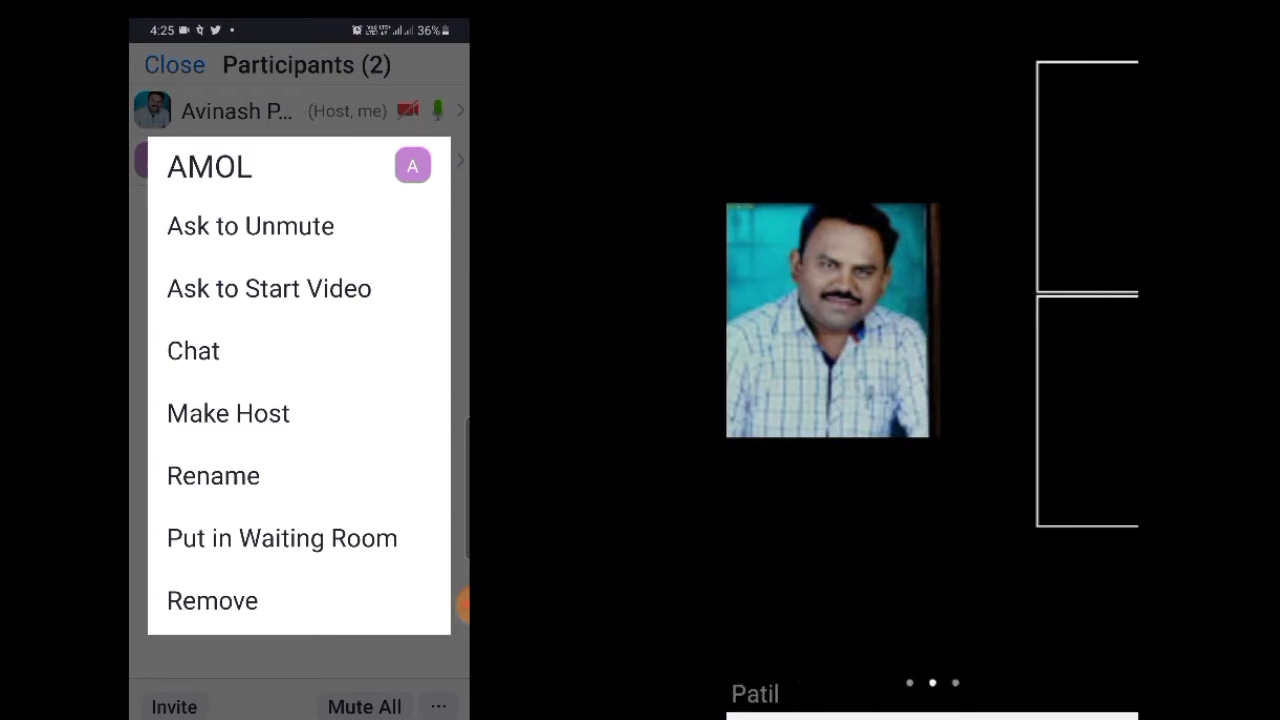 4:25
36%
Close Participants (2)
Avinash P... (Host, me)
AMOL
A
Ask to Unmute
Ask to Start Video
Chat
Make Host
Rename
Put in Waiting Room
Remove
Invite
Mute All
...
Patil